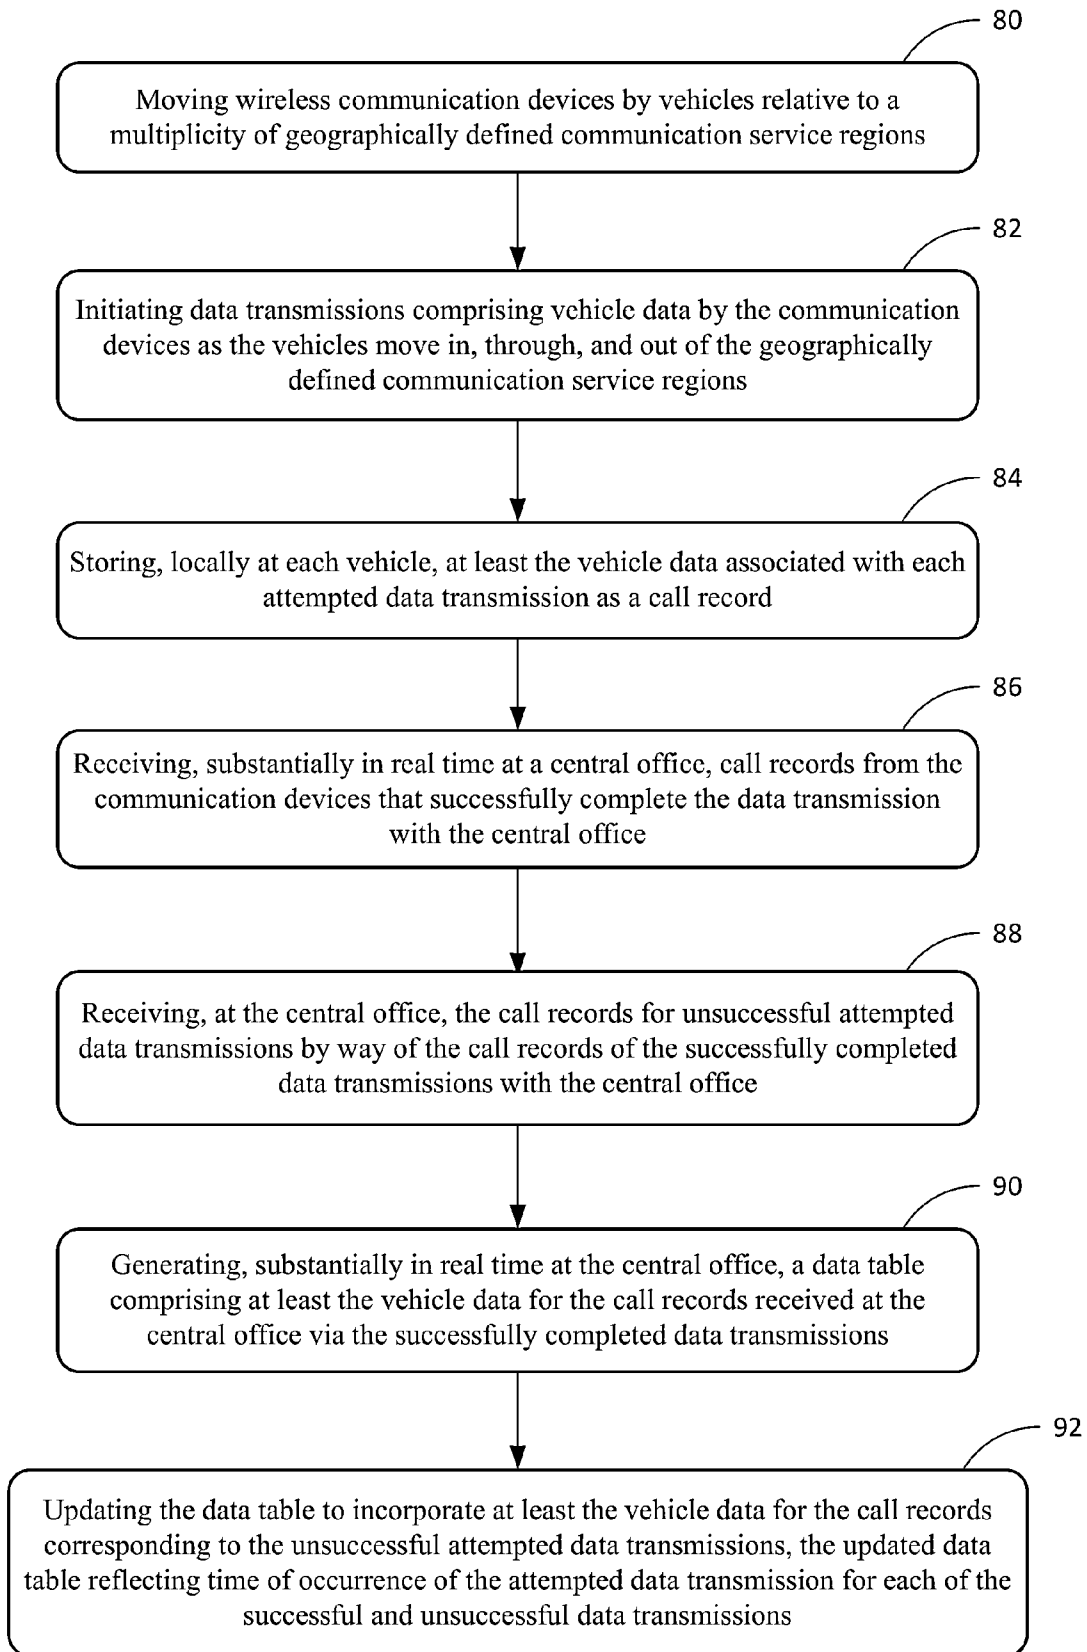 80
Moving wireless communication devices by vehicles relative to a
multiplicity of geographically defined communication service regions
82
Initiating data transmissions comprising vehicle data by the communication
devices as the vehicles move in, through, and out of the geographically
defined communication service regions
84
Storing, locally at each vehicle, at least the vehicle data associated with each
attempted data transmission as a call record
86
Receiving, substantially in real time at a central office, call records from the
communication devices that successfully complete the data transmission
with the central office
88
Receiving, at the central office, the call records for unsuccessful attempted
data transmissions by way of the call records of the successfully completed
data transmissions with the central office
90
Generating, substantially in real time at the central office, a data table
comprising at least the vehicle data for the call records received at the
central office via the successfully completed data transmissions
92
Updating the data table to incorporate at least the vehicle data for the call records
corresponding to the unsuccessful attempted data transmissions, the updated data
table reflecting time of occurrence of the attempted data transmission for each of the
successful and unsuccessful data transmissions